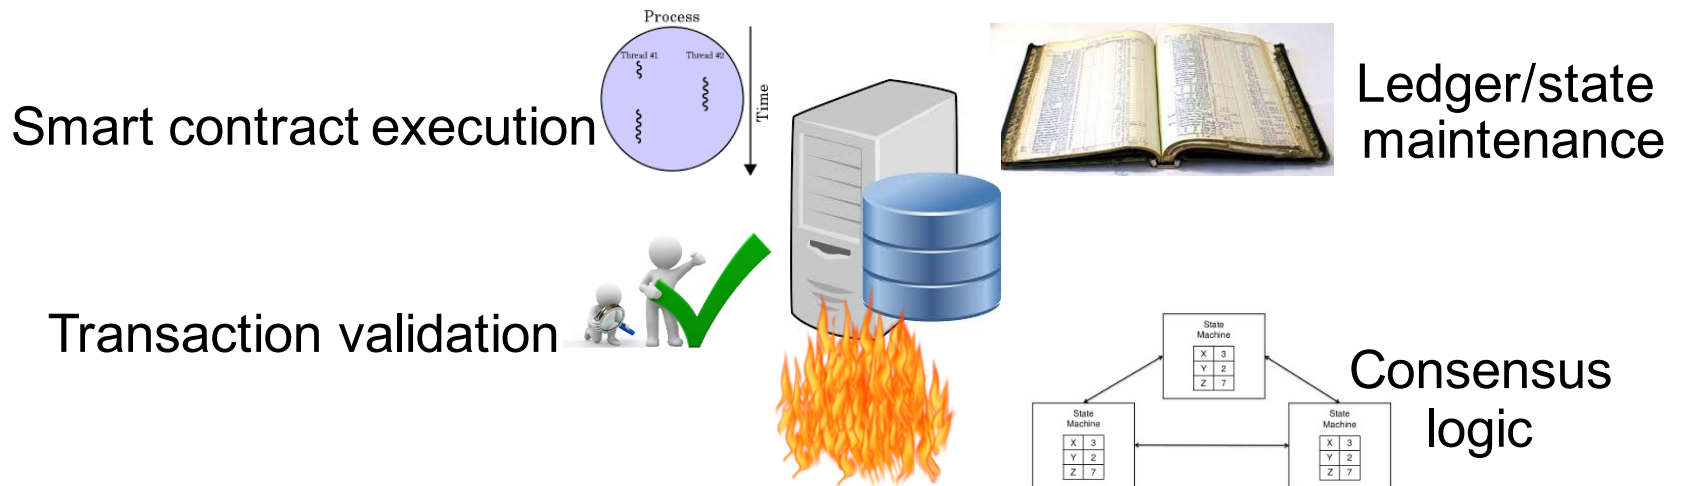 Process
Thread #1
Thread #2
Time
Smart contract execution
Ledger/state
maintenance
Transaction validation
State
Machine
X 3
Y 2
Z 7
Consensus
logic
State
Machine
X 3
Y 2
Z 7
State
Machine
X 3
Y 2
Z 7